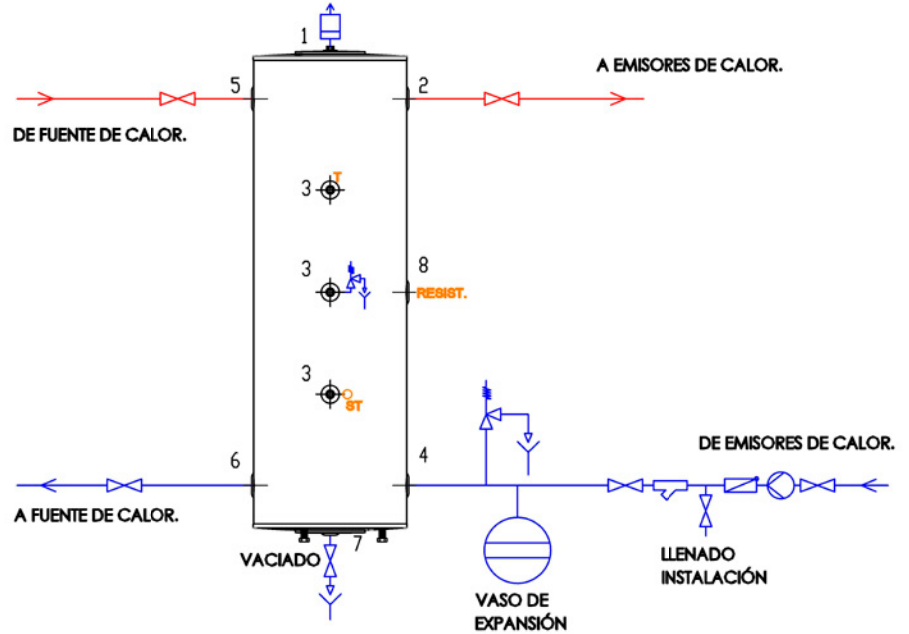 1
A EMISORES DE CALOR.
5
2
DE FUENTE DE CALOR.
3
T
3
8
RESIST.
3
ST
DE EMISORES DE CALOR.
6
4
A FUENTE DE CALOR.
7
VACIADO
LLENADO
INSTALACIÓN
VASO DE
EXPANSIÓN